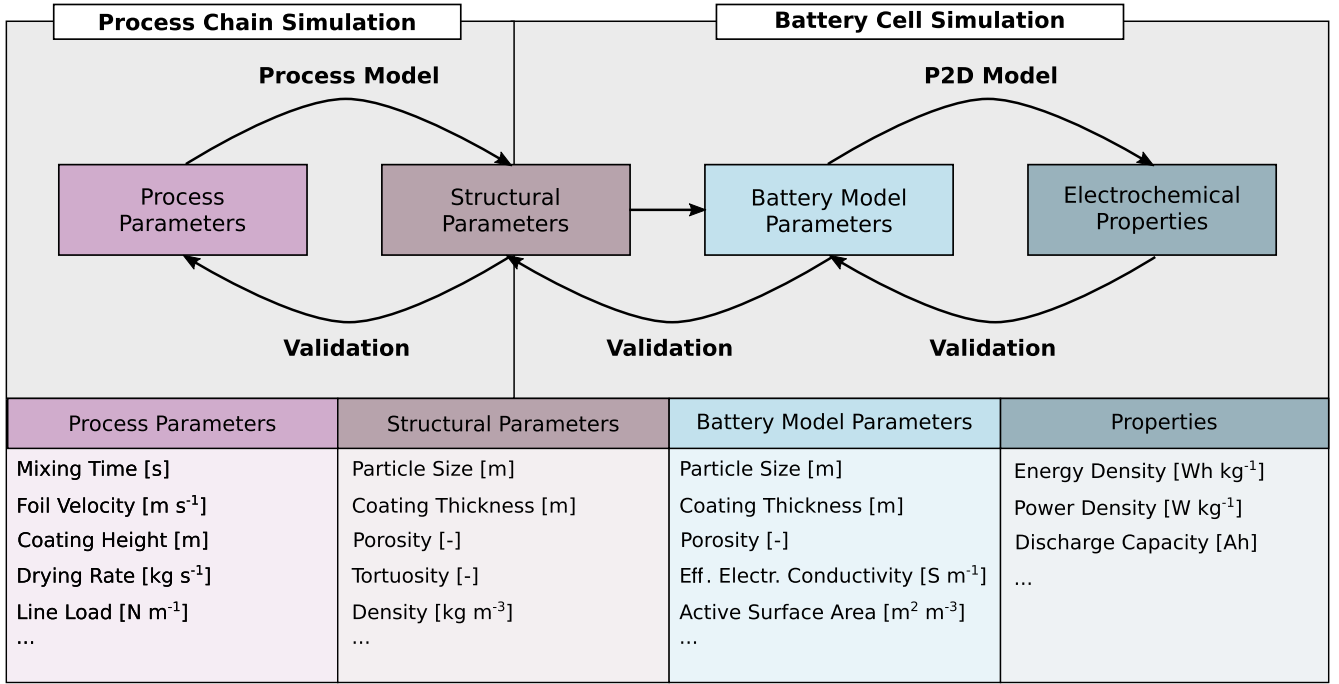 Process Chain Simulation
Battery Cell Simulation
Process Model
P2D Model
Process
Parameters
Structural
Parameters
Battery Model
Parameters
Electrochemical
Properties
Validation
Validation
Validation
Process Parameters
Mixing Time [s]
Foil Velocity [m s⁻¹]
Coating Height [m]
Drying Rate [kg s⁻¹]
Line Load [N m⁻¹]
...
Structural Parameters
Particle Size [m]
Coating Thickness [m]
Porosity [-]
Tortuosity [-]
Density [kg m⁻³]
...
Battery Model Parameters
Particle Size [m]
Coating Thickness [m]
Porosity [-]
Eff. Electr. Conductivity [S m⁻¹]
Active Surface Area [m² m⁻³]
...
Properties
Energy Density [Wh kg⁻¹]
Power Density [W kg⁻¹]
Discharge Capacity [Ah]
...